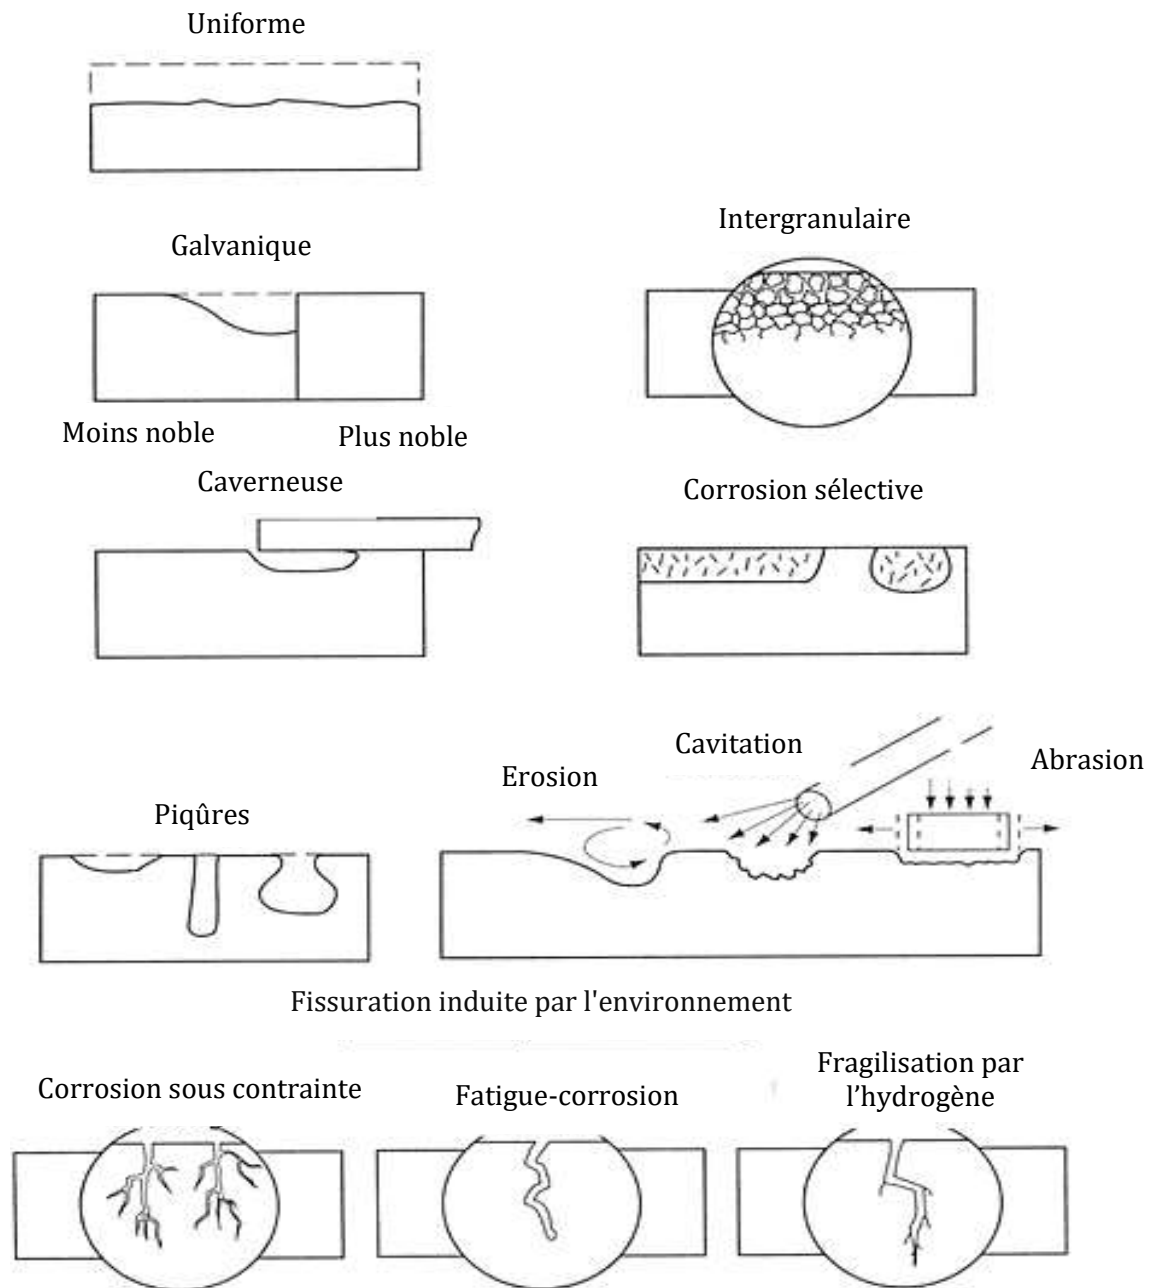 Uniforme
Galvanique
Intergranulaire
Moins noble
Plus noble
Caverneuse
Corrosion sélective
Cavitation
Erosion
Abrasion
Piqûres
Fissuration induite par l'environnement
Corrosion sous contrainte
Fatigue-corrosion
Fragilisation par
l’hydrogène